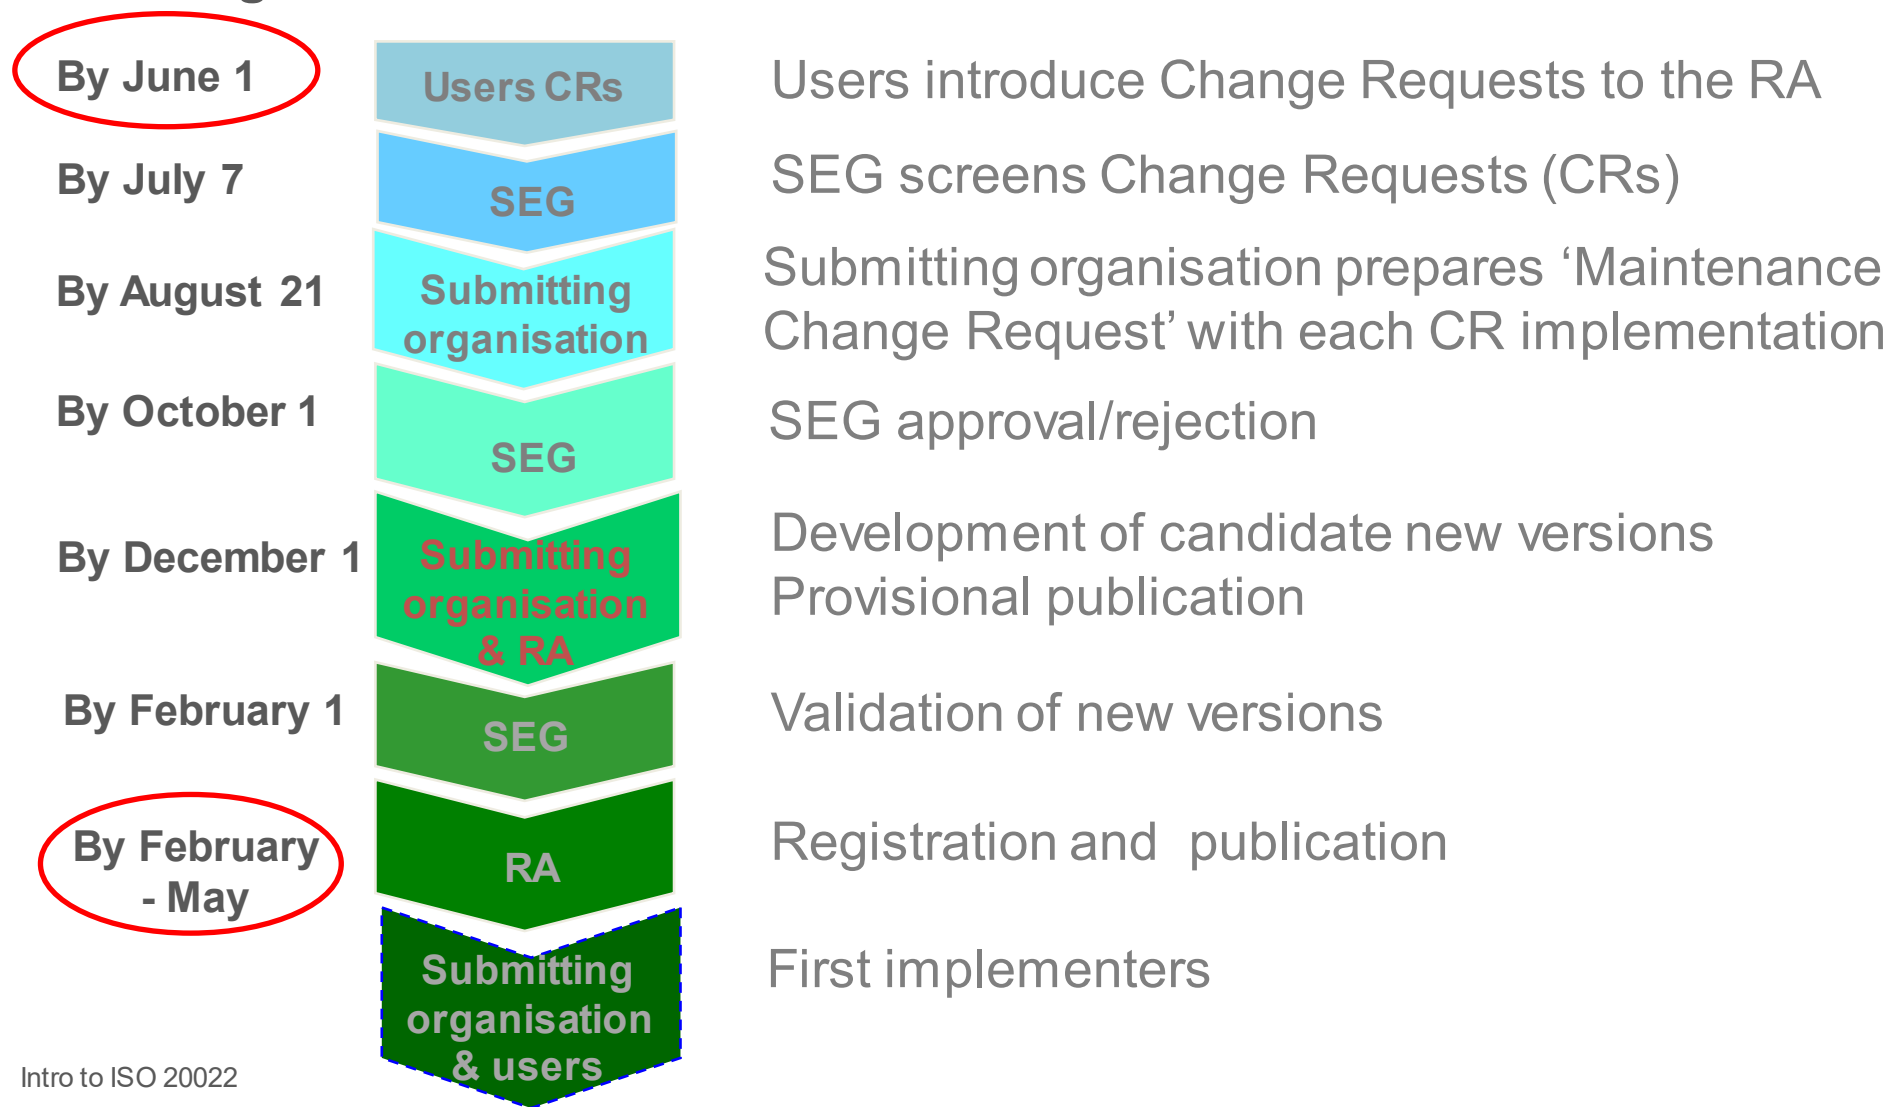 By June 1
Users CRs
Users introduce Change Requests to the RA
By July 7
SEG
SEG screens Change Requests (CRs)
By August 21
Submitting
organisation
Submitting organisation prepares ‘Maintenance
Change Request’ with each CR implementation
By October 1
SEG
SEG approval/rejection
By December 1
Submitting
organisation
& RA
Development of candidate new versions
Provisional publication
By February 1
SEG
Validation of new versions
By February
- May
RA
Registration and publication
Submitting
organisation
& users
First implementers
Intro to ISO 20022